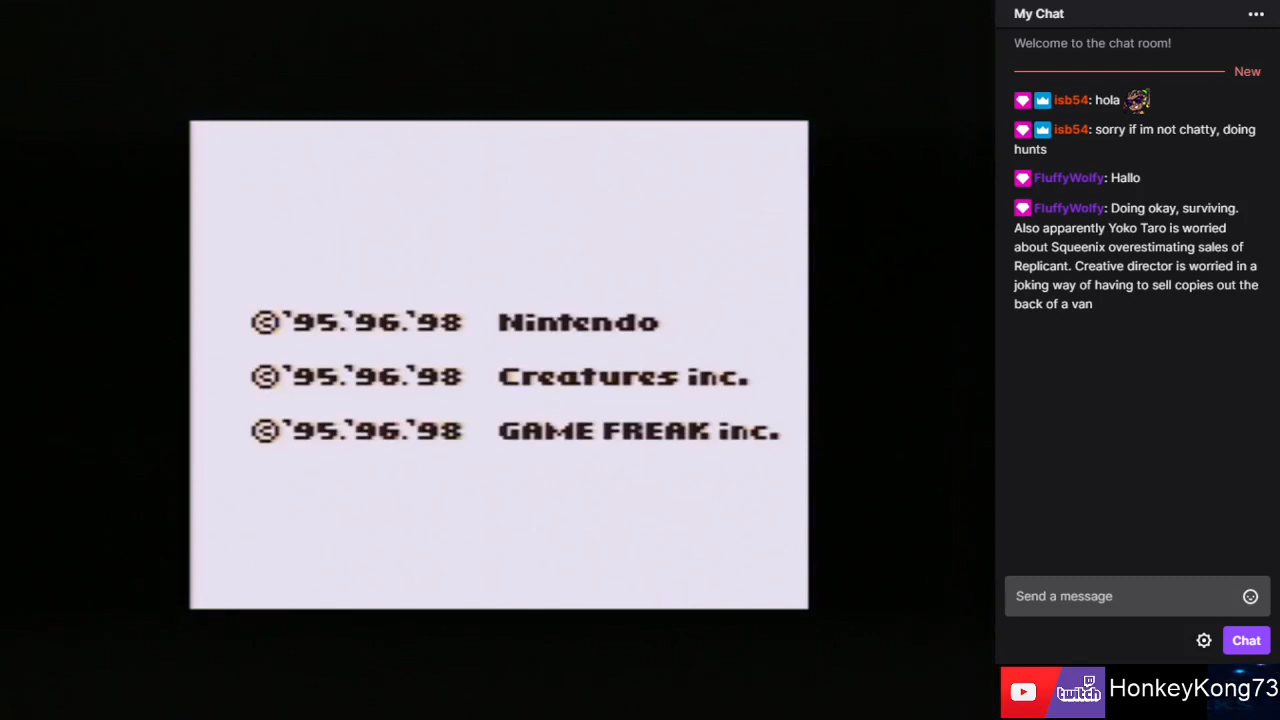 ©'95.'96.'98 Nintendo
©'95.'96.'98 Creatures inc.
©'95.'96.'98 GAME FREAK inc.
My Chat
Welcome to the chat room!
New
isb54: hola
isb54: sorry if im not chatty, doing
hunts
FluffyWolfy: Hallo
FluffyWolfy: Doing okay, surviving.
Also apparently Yoko Taro is worried
about Squeenix overestimating sales of
Replicant. Creative director is worried in a
joking way of having to sell copies out the
back of a van
Send a message
Chat
twitch
HonkeyKong73